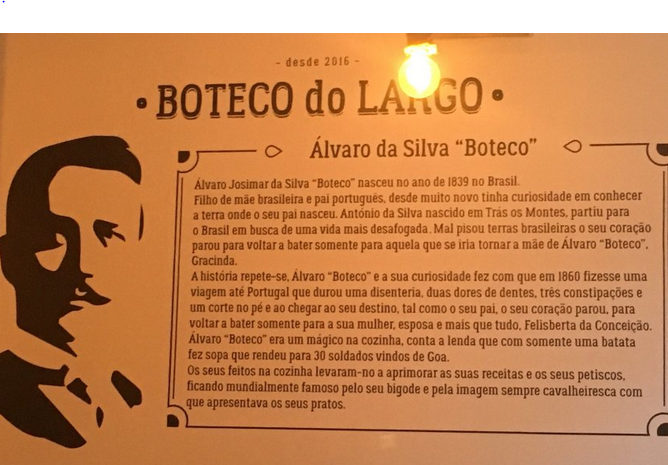 - desde 2016 -
• BOTECO do LARGO •
Álvaro da Silva "Boteco"
Álvaro Josimar da Silva "Boteco" nasceu no ano de 1839 no Brasil.
Filho de mãe brasileira e pai português, desde muito novo tinha curiosidade em conhecer
a terra onde o seu pai nasceu. António da Silva nascido em Trás os Montes, partiu para
o Brasil em busca de uma vida mais desafogada. Mal pisou terras brasileiras o seu coração
parou para voltar a bater somente para aquela que se iria tornar a mãe de Álvaro "Boteco",
Gracinda.
A história repete-se, Álvaro "Boteco" e a sua curiosidade fez com que em 1860 fizesse uma
viagem até Portugal que durou uma disenteria, duas dores de dentes, três constipações e
um corte no pé e ao chegar ao seu destino, tal como o seu pai, o seu coração parou, para
voltar a bater somente para a sua mulher, esposa e mais que tudo, Felisberta da Conceição.
Álvaro "Boteco" era um mágico na cozinha, conta a lenda que com somente uma batata
fez sopa que rendeu para 30 soldados vindos de Goa.
Os seus feitos na cozinha levaram-no a aprimorar as suas receitas e os seus petiscos,
ficando mundialmente famoso pelo seu bigode e pela imagem sempre cavalheiresca com
que apresentava os seus pratos.